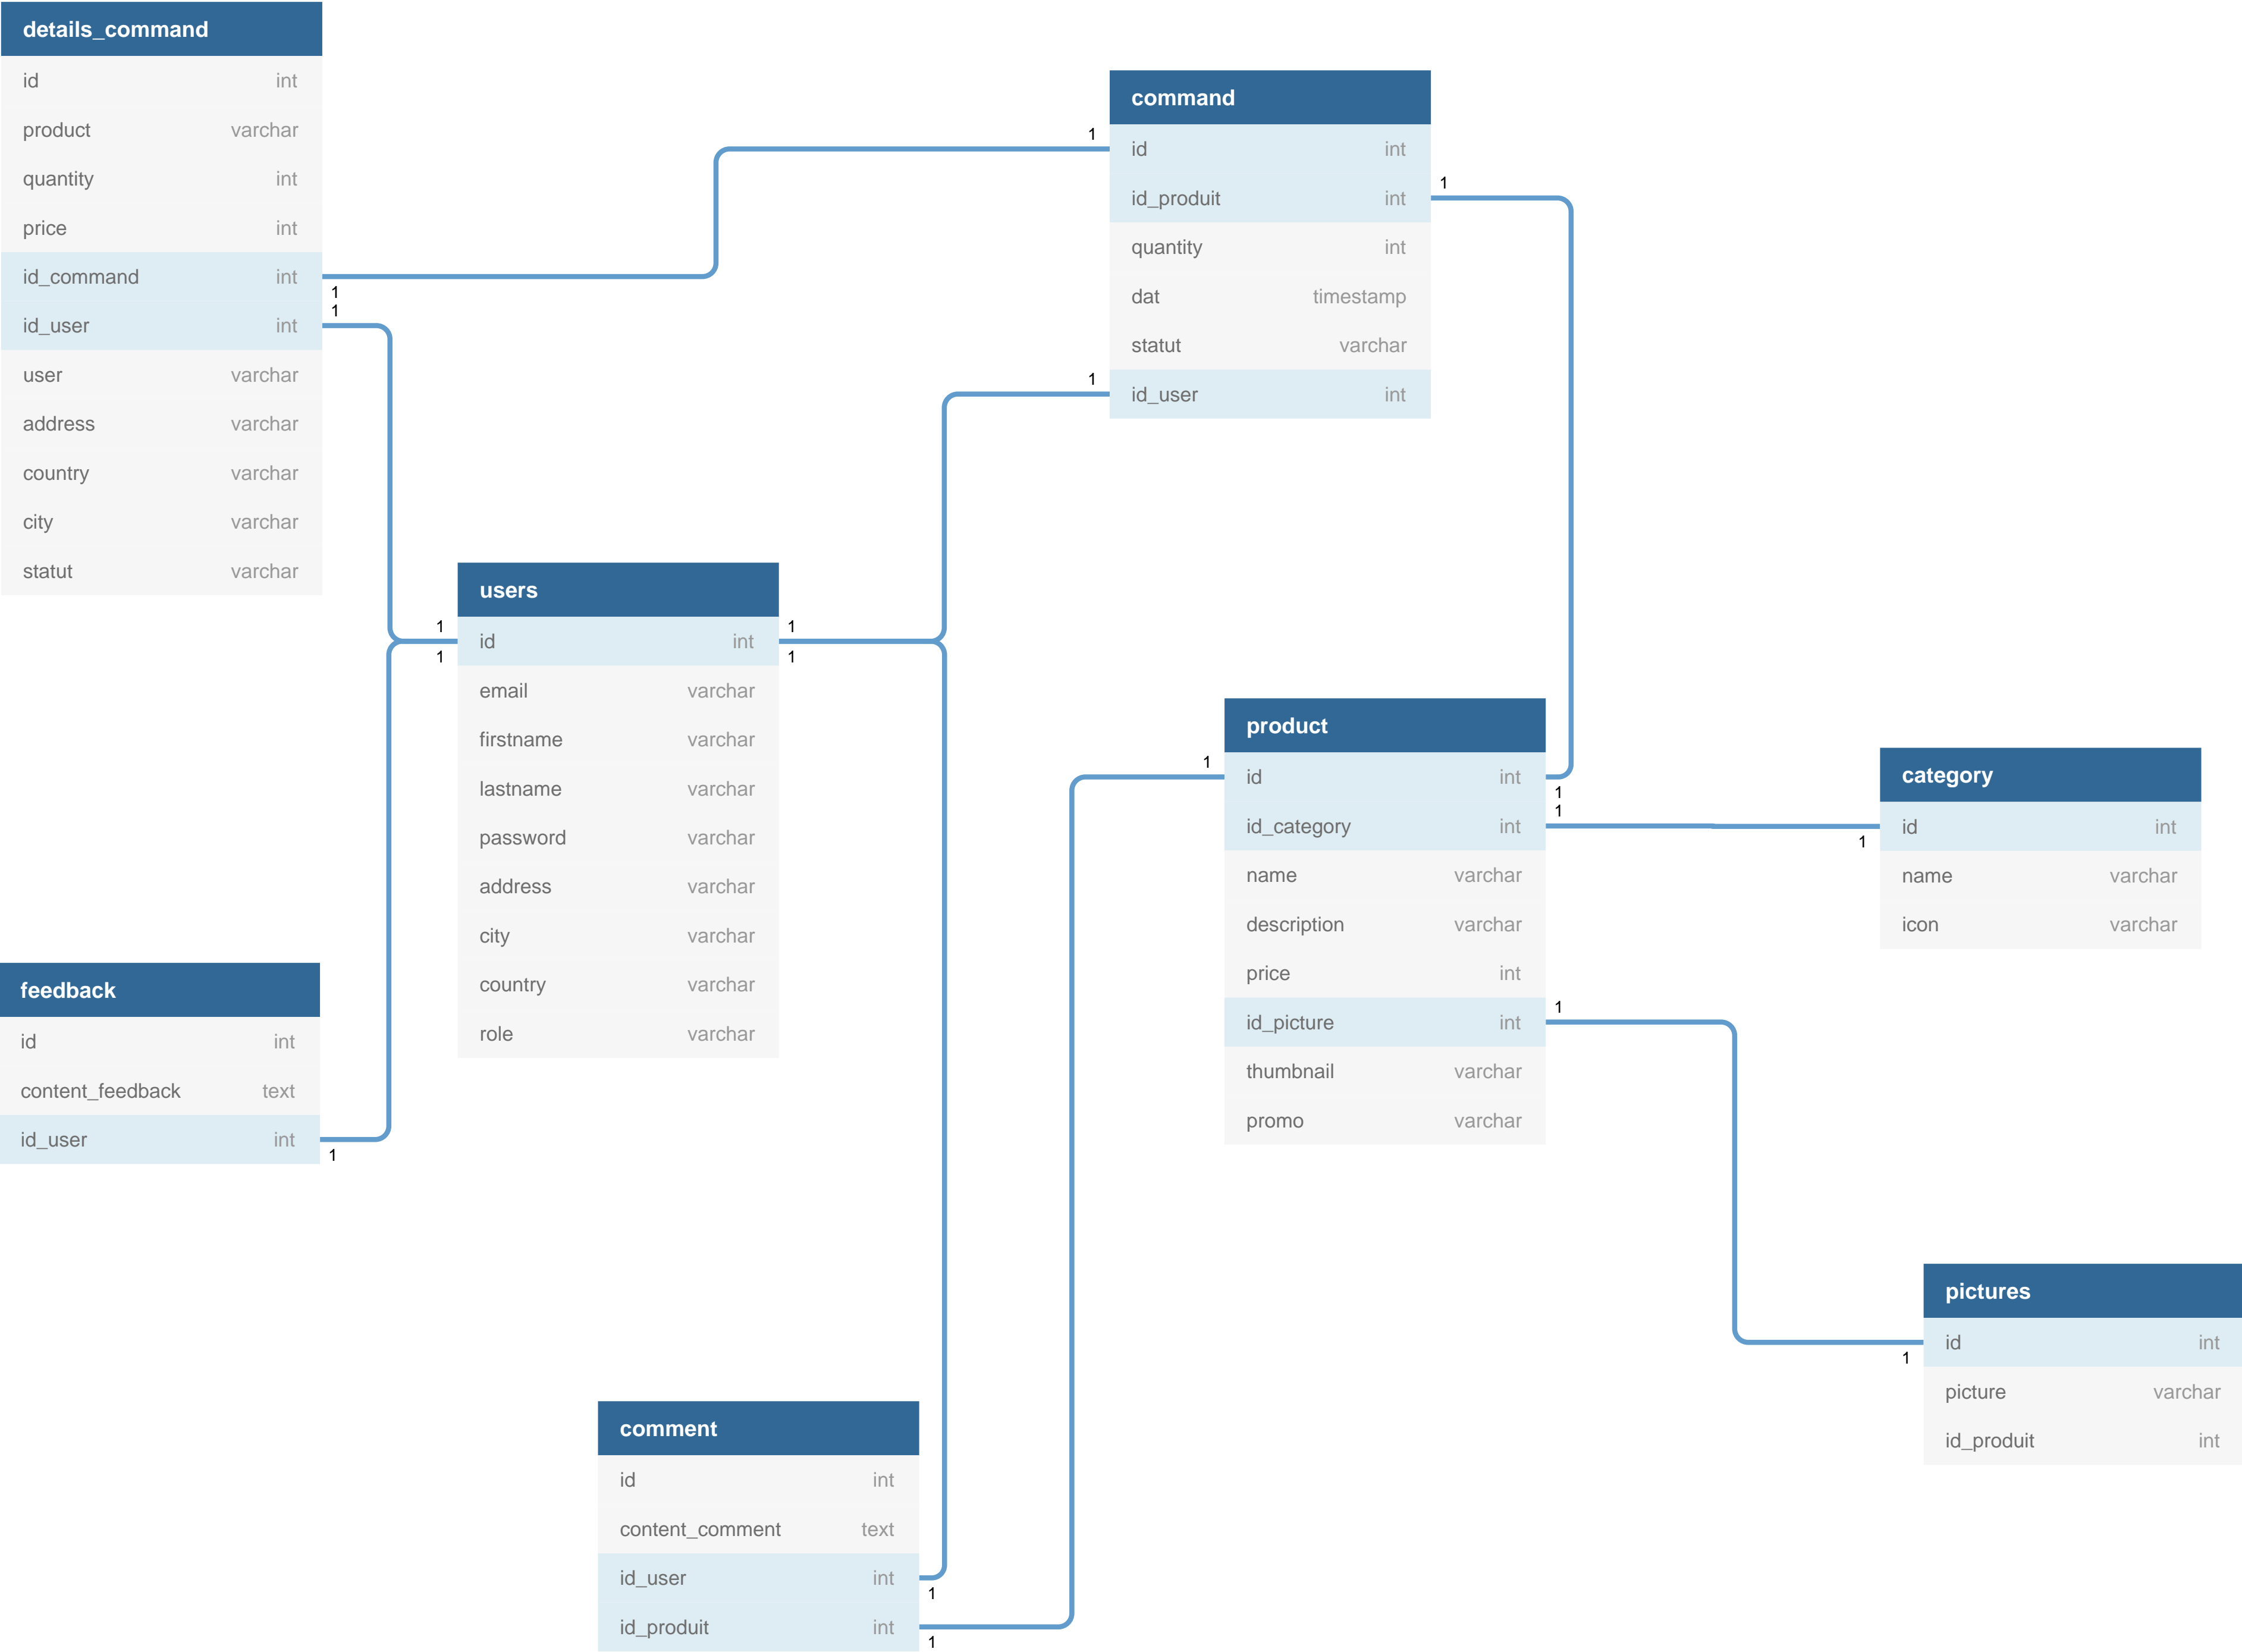 details_command
id int
product varchar
quantity int
price int
id_command int
id_user int
user varchar
address varchar
country varchar
city varchar
statut varchar
1
1
command
id int
id_produit int
quantity int
dat timestamp
statut varchar
id_user int
1
1
1
users
id int
email varchar
firstname varchar
lastname varchar
password varchar
address varchar
city varchar
country varchar
role varchar
1
1
1
1
product
id int
id_category int
name varchar
description varchar
price int
id_picture int
thumbnail varchar
promo varchar
1
1
1
1
category
id int
name varchar
icon varchar
1
feedback
id int
content_feedback text
id_user int
1
pictures
id int
picture varchar
id_produit int
1
comment
id int
content_comment text
id_user int
id_produit int
1
1